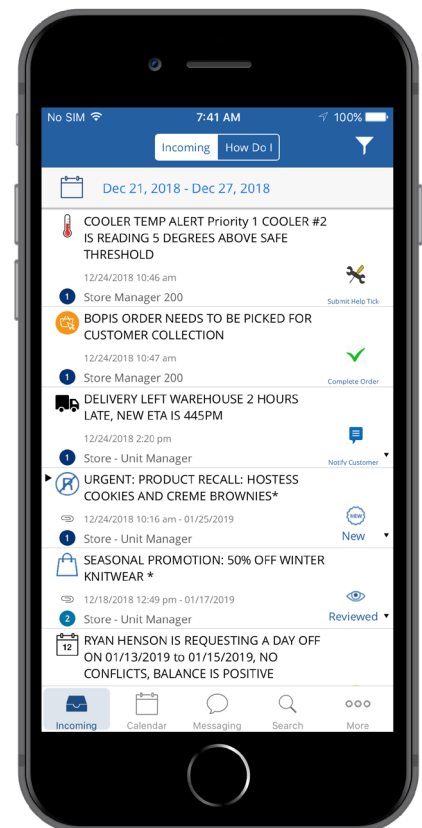 No SIM 7:41 AM 100%
Incoming How Do I
Dec 21, 2018 - Dec 27, 2018
COOLER TEMP ALERT Priority 1 COOLER #2
IS READING 5 DEGREES ABOVE SAFE
THRESHOLD
12/24/2018 10:46 am
1 Store Manager 200
Submit Help Tick
BOPIS ORDER NEEDS TO BE PICKED FOR
CUSTOMER COLLECTION
12/24/2018 10:47 am
1 Store Manager 200
Complete Order
DELIVERY LEFT WAREHOUSE 2 HOURS
LATE, NEW ETA IS 445PM
12/24/2018 2:20 pm
1 Store - Unit Manager
Notify Customer
R URGENT: PRODUCT RECALL: HOSTESS
COOKIES AND CREME BROWNIES*
12/24/2018 10:16 am - 01/25/2019
NEW
1 Store - Unit Manager
New
SEASONAL PROMOTION: 50% OFF WINTER
KNITWEAR *
12/18/2018 12:49 pm - 01/17/2019
2 Store - Unit Manager
Reviewed
12 RYAN HENSON IS REQUESTING A DAY OFF
ON 01/13/2019 to 01/15/2019, NO
CONFLICTS, BALANCE IS POSITIVE
Incoming Calendar Messaging Search More